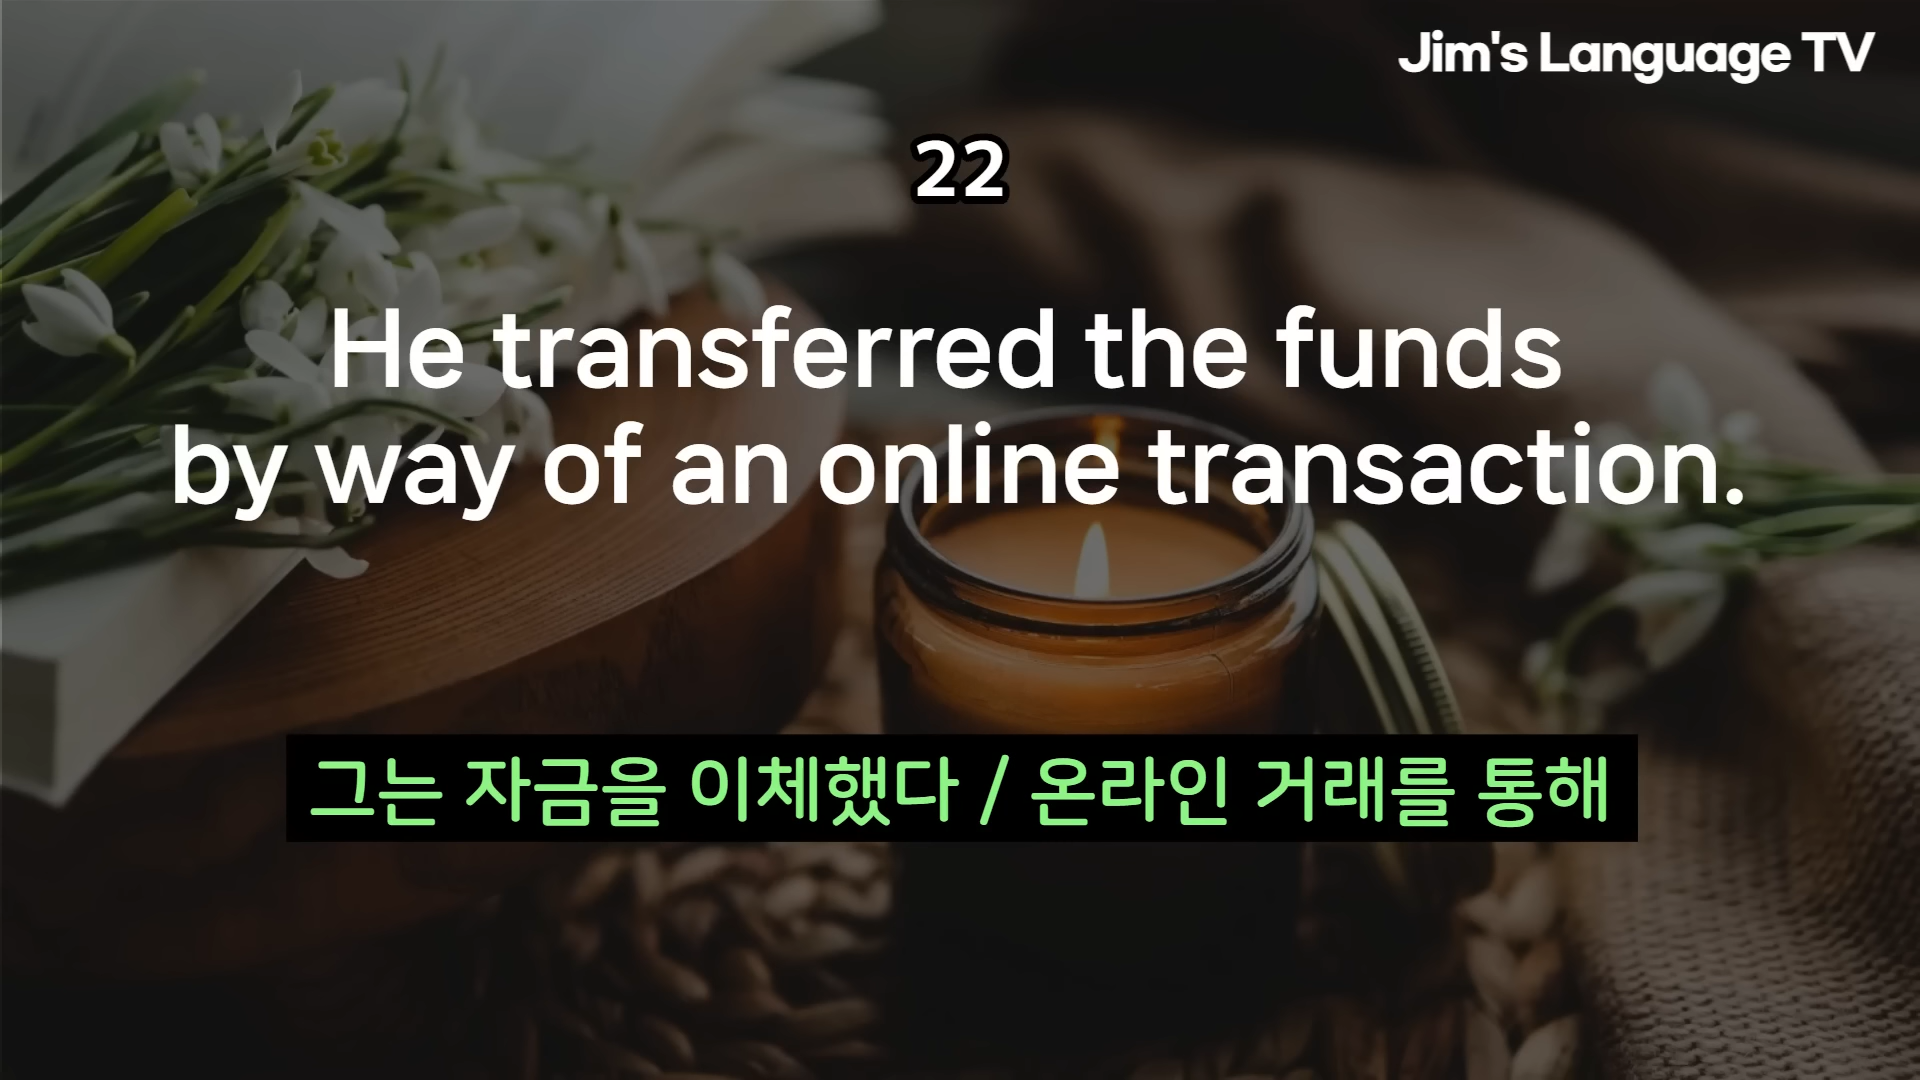 Jim's Language TV
22
He transferred the funds
by way of an online transaction.
그는 자금을 이체했다 / 온라인 거래를 통해